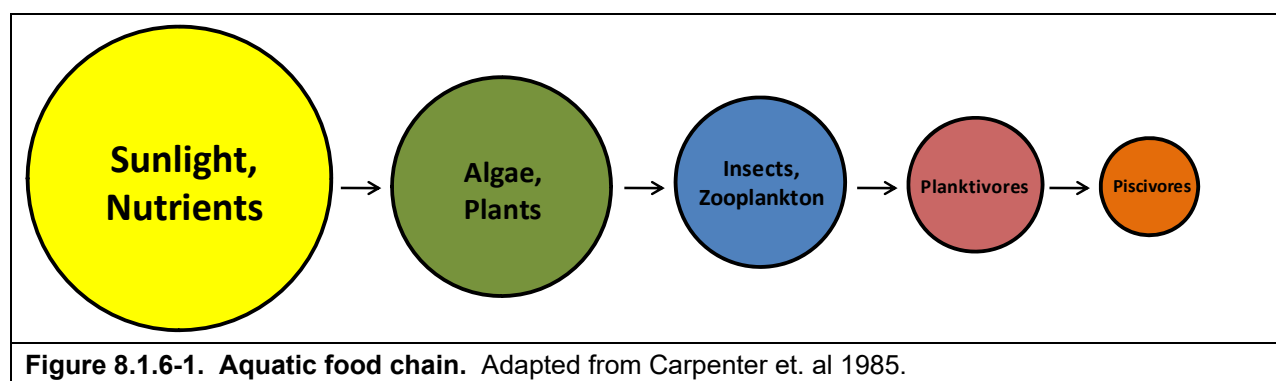 Sunlight,
Nutrients
Algae,
Plants
Insects,
Zooplankton
Planktivores
Piscivores
Figure 8.1.6-1. Aquatic food chain. Adapted from Carpenter et. al 1985.